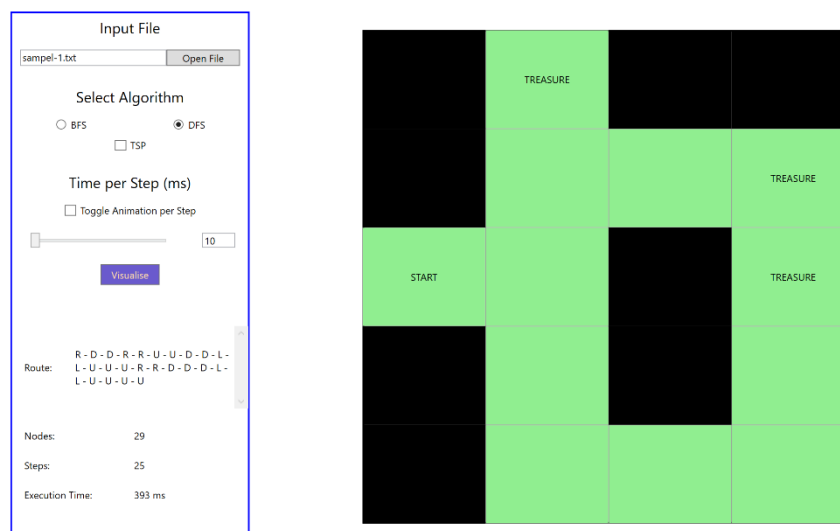 Input File
sampel-1.txt Open File
Select Algorithm
BFS DFS
TSP
Time per Step (ms)
Toggle Animation per Step
10
Visualise
Route: R - D - D - R - R - U - U - D - D - L -
L - U - U - U - R - R - D - D - D - L -
L - U - U - U - U
Nodes: 29
Steps: 25
Execution Time: 393 ms
TREASURE
TREASURE
START TREASURE